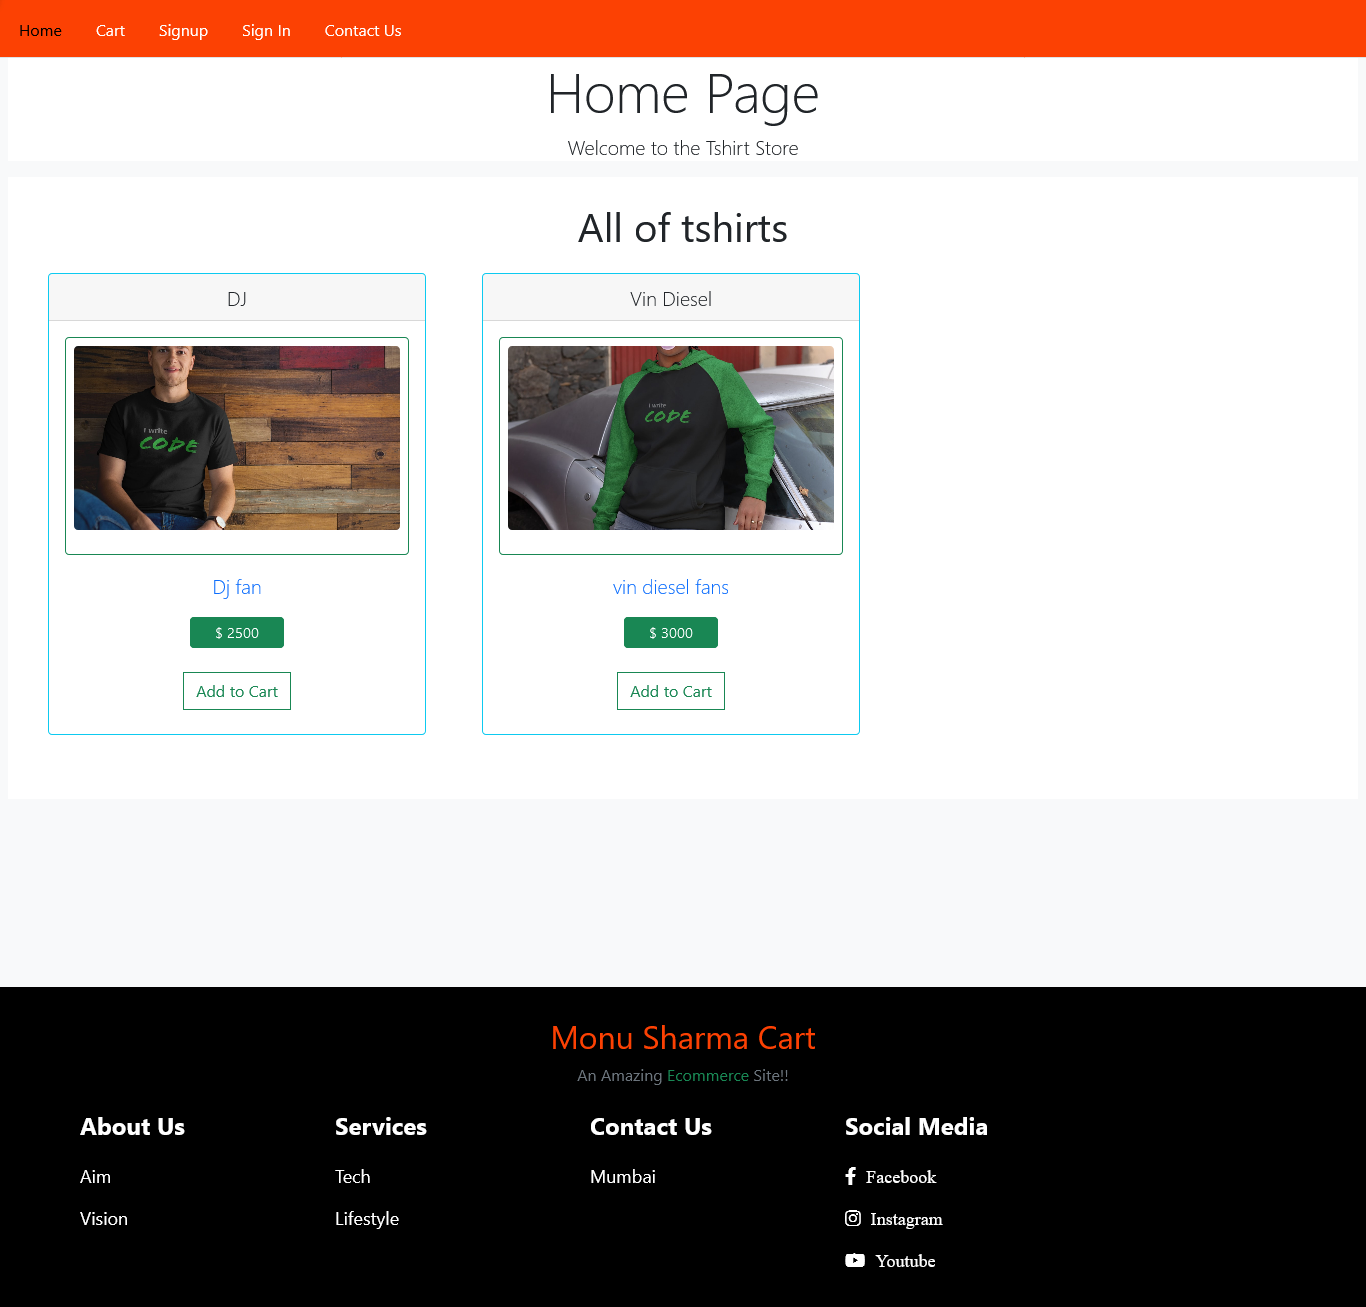 Home Cart Signup Sign In Contact Us
Home Page
Welcome to the Tshirt Store
All of tshirts
DJ
I write
CODE
Dj fan
$ 2500
Add to Cart
Vin Diesel
I write
CODE
vin diesel fans
$ 3000
Add to Cart
Monu Sharma Cart
An Amazing Ecommerce Site!!
About Us
Aim
Vision
Services
Tech
Lifestyle
Contact Us
Mumbai
Social Media
Facebook
Instagram
Youtube